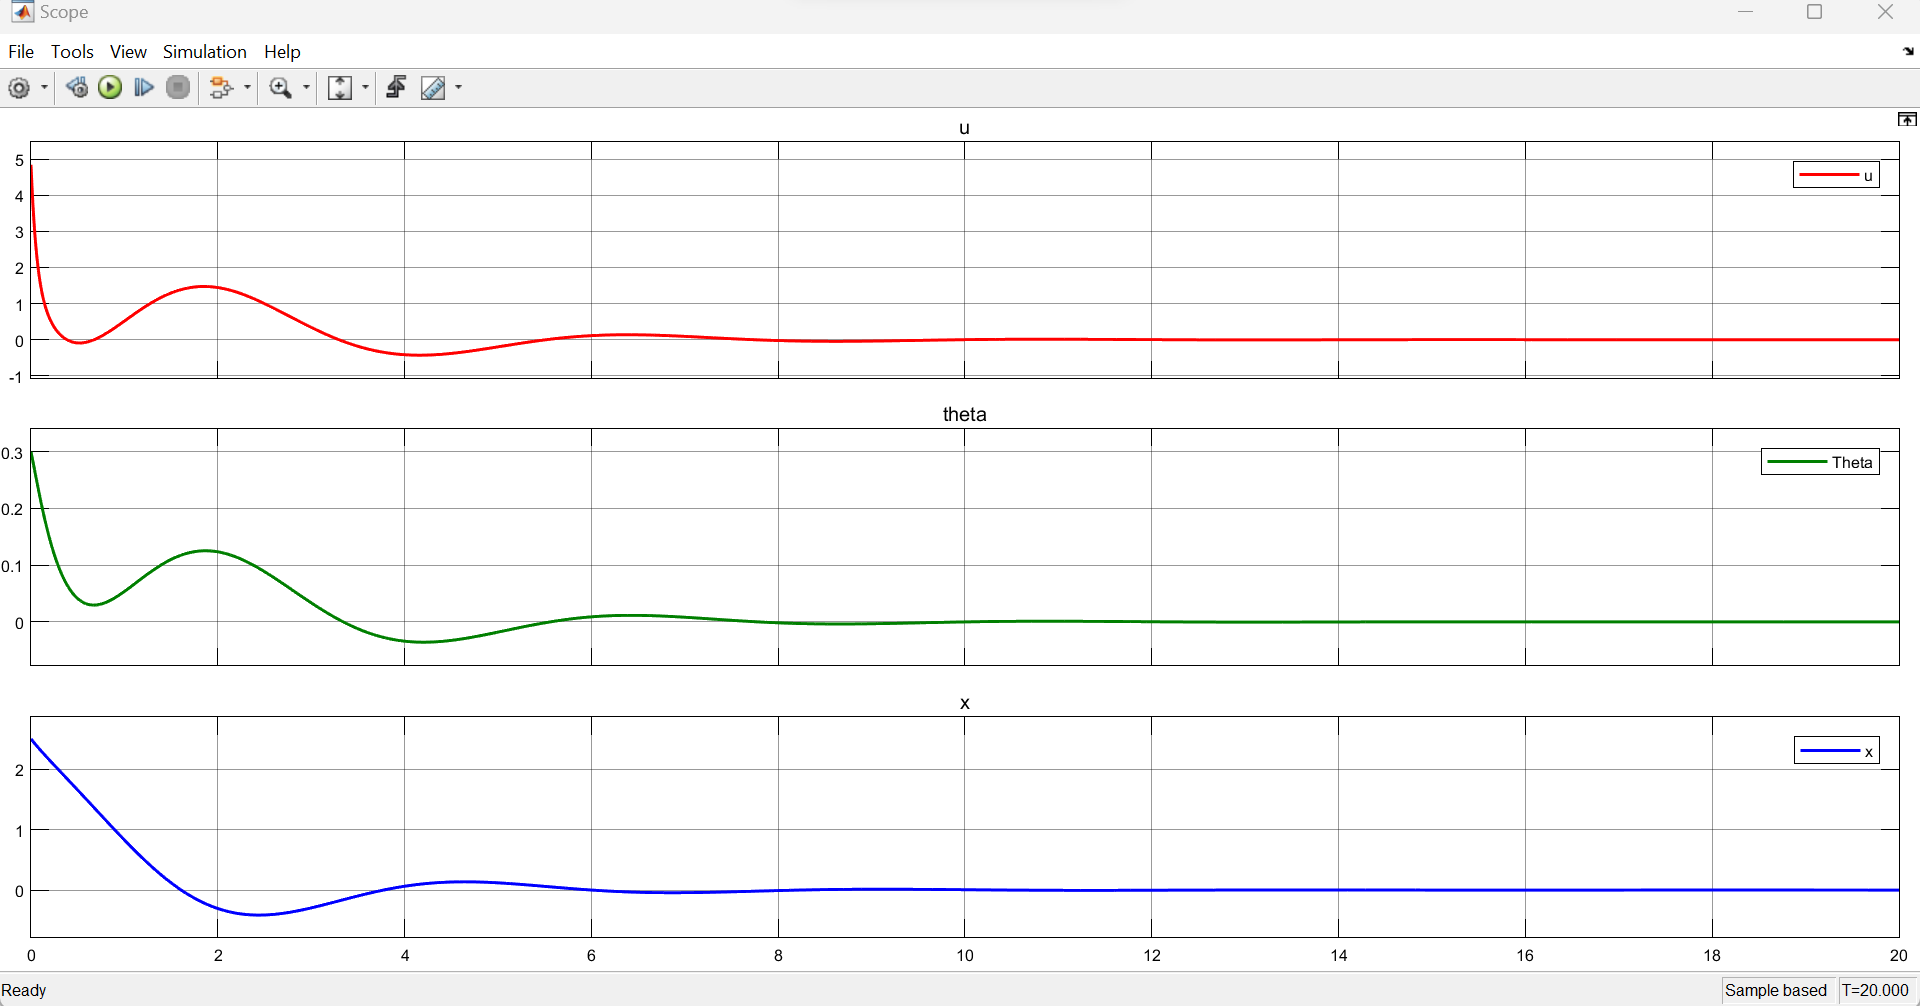 Scope
File Tools View Simulation Help
u
5
4
3
2
1
0
-1
u
theta
0.3
0.2
0.1
0
Theta
x
2
1
0
x
0 2 4 6 8 10 12 14 16 18 20
Ready
Sample based T=20.000